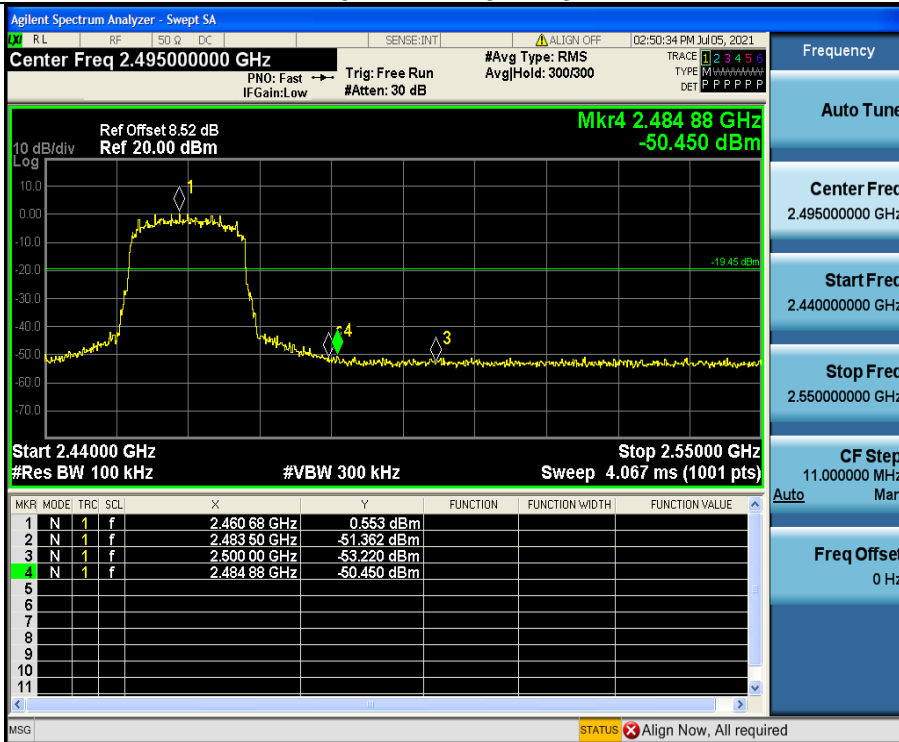 Agilent Spectrum Analyzer - Swept SA
LXI RL RF 50 Ω DC SENSE:INT ALIGN OFF 02:50:34 PM Jul 05, 2021
Center Freq 2.495000000 GHz
PNO: Fast
IFGain:Low
Trig: Free Run
#Atten: 30 dB
#Avg Type: RMS
Avg|Hold: 300/300
TRACE 1 2 3 4 5 6
TYPE M
DET P P P P P P
Mkr4 2.484 88 GHz
-50.450 dBm
Ref Offset 8.52 dB
10 dB/div Ref 20.00 dBm
Log
10.0
0.00
-10.0
-20.0
-30.0
-40.0
-50.0
-60.0
-70.0
1
4
3
-19.45 dBm
Start 2.44000 GHz Stop 2.55000 GHz
#Res BW 100 kHz #VBW 300 kHz Sweep 4.067 ms (1001 pts)
MKR MODE TRC SCL X Y FUNCTION FUNCTION WIDTH FUNCTION VALUE
1 N 1 f 2.460 68 GHz 0.553 dBm
2 N 1 f 2.483 50 GHz -51.362 dBm
3 N 1 f 2.500 00 GHz -53.220 dBm
4 N 1 f 2.484 88 GHz -50.450 dBm
5
6
7
8
9
10
11
MSG STATUS Align Now, All required
Frequency
Auto Tune
Center Freq
2.495000000 GHz
Start Freq
2.440000000 GHz
Stop Freq
2.550000000 GHz
CF Step
11.000000 MHz
Auto Man
Freq Offset
0 Hz